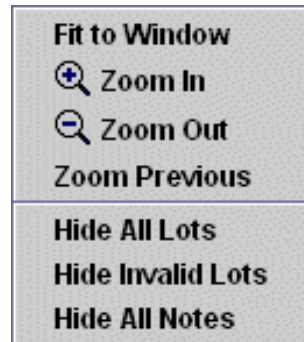 Fit to Window
Zoom In
Zoom Out
Zoom Previous
Hide All Lots
Hide Invalid Lots
Hide All Notes